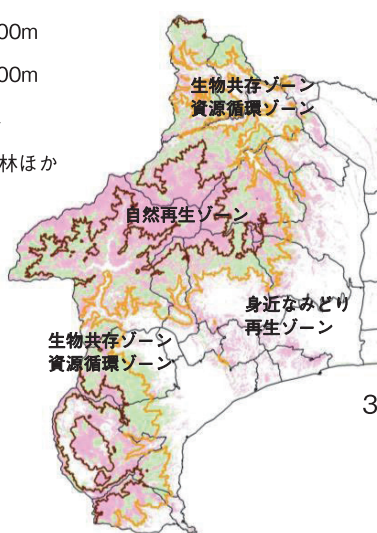 00m
00m
林ほか
生物共存ゾーン
資源循環ゾーン
自然再生ゾーン
身近なみどり
再生ゾーン
生物共存ゾーン
資源循環ゾーン
3